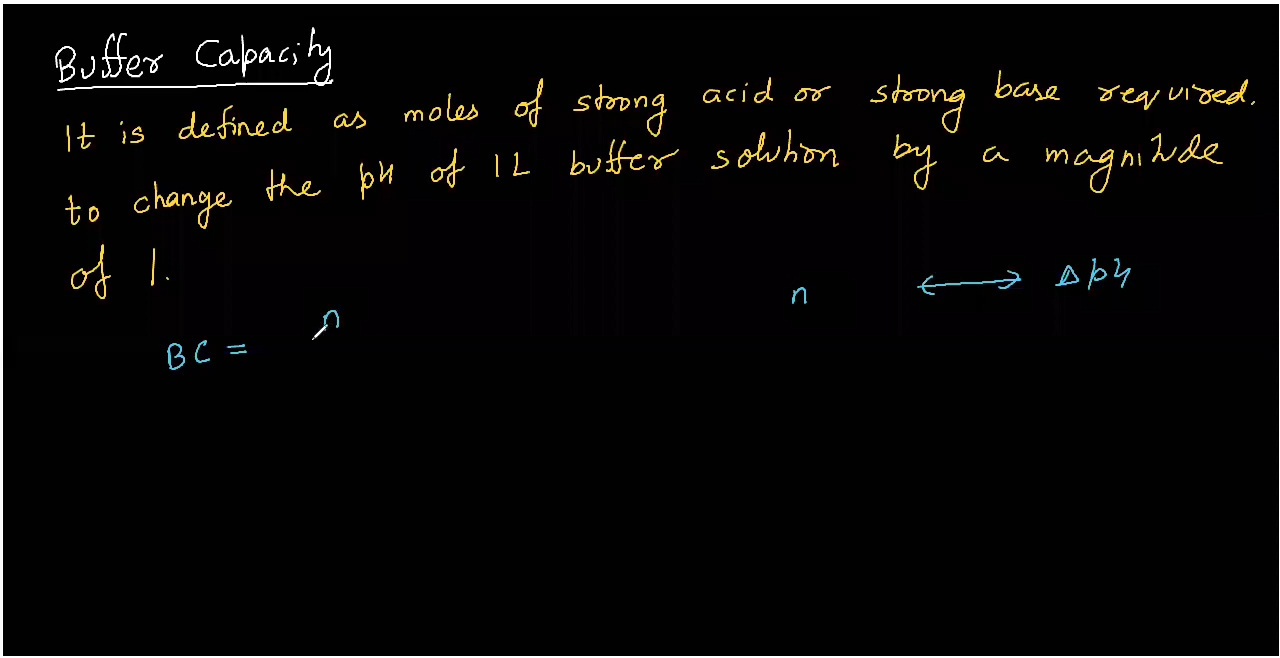 Buffer Capacity
It is defined as moles of strong acid or strong base required.
to change the pH of 1L buffer solution by a magnitude
of 1.
n ⟷ ΔpH
BC = n